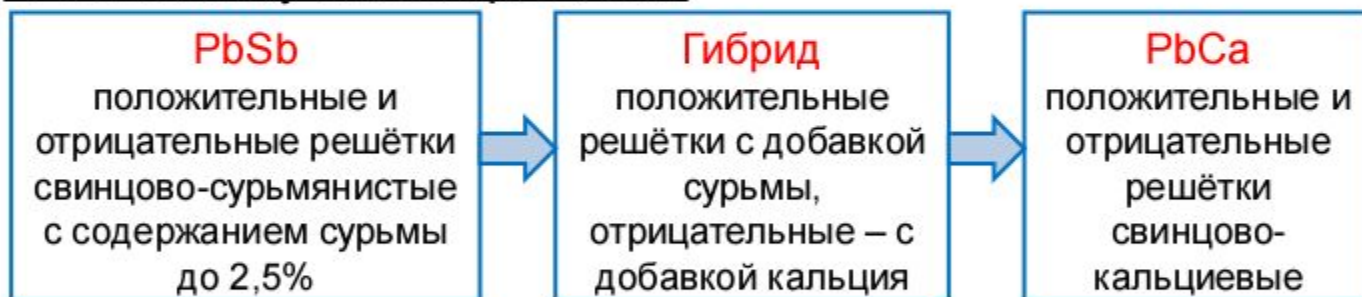 PbSb
положительные и
отрицательные решётки
свинцово-сурьмянистые
с содержанием сурьмы
до 2,5%
Гибрид
положительные
решётки с добавкой
сурьмы,
отрицательные – с
добавкой кальция
PbCa
положительные и
отрицательные
решётки
свинцово-
кальциевые